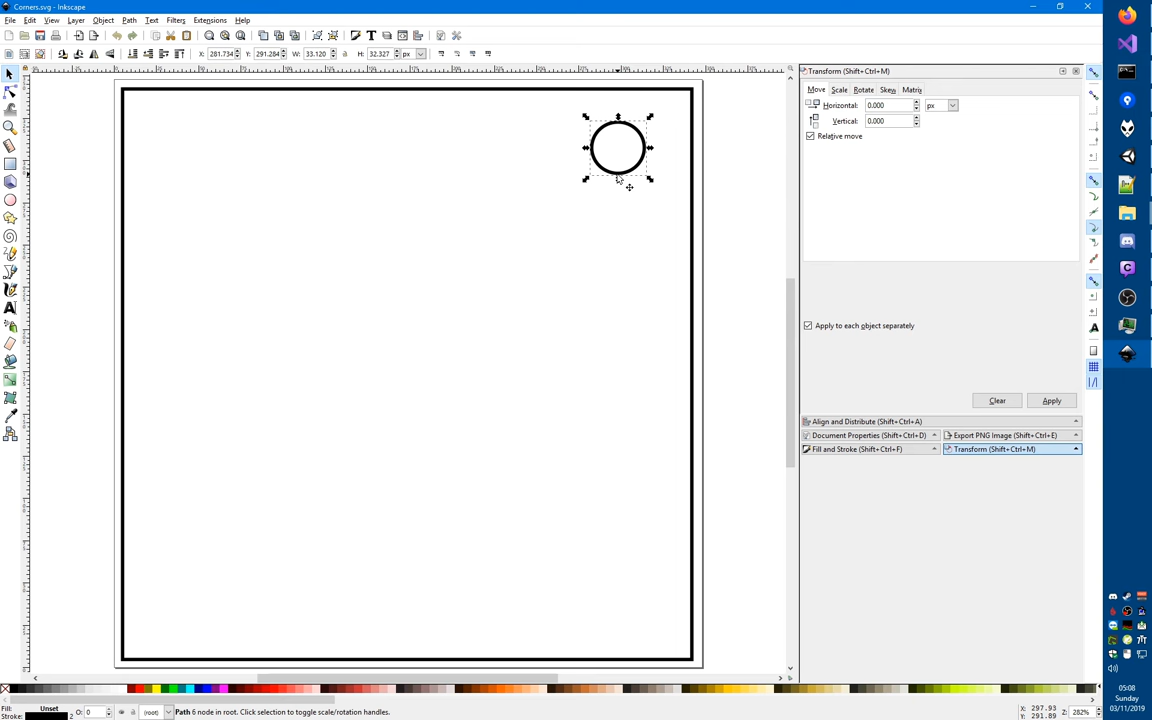 Corners.svg - Inkscape
File Edit View Layer Object Path Text Filters Extensions Help
X: 281.734 Y: 291.284 W: 33.120 H: 32.327 px
Transform (Shift+Ctrl+M)
Move Scale Rotate Skew Matrix
Horizontal: 0.000 px
Vertical: 0.000
Relative move
Apply to each object separately
Clear Apply
Align and Distribute (Shift+Ctrl+A)
Document Properties (Shift+Ctrl+D) Export PNG Image (Shift+Ctrl+E)
Fill and Stroke (Shift+Ctrl+F) Transform (Shift+Ctrl+M)
05:08
Sunday
03/11/2019
Fill: Unset
Stroke: 2 O: 0 (root) Path 6 node in root. Click selection to toggle scale/rotation handles.
X: 297.93
Y: 291.89 Z: 282%